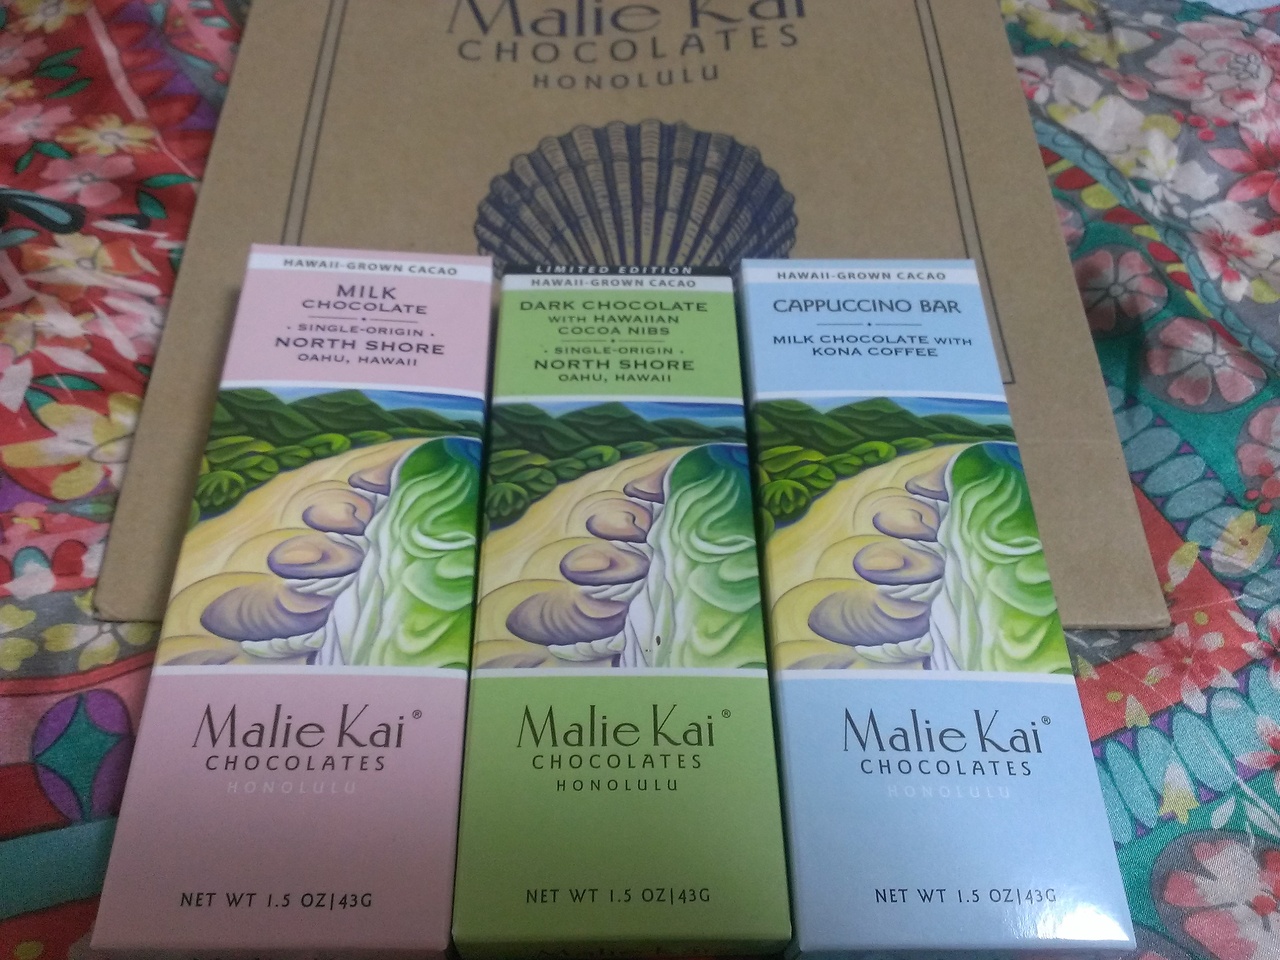 Malie Kai
CHOCOLATES
HONOLULU
HAWAII-GROWN CACAO
MILK
CHOCOLATE
· SINGLE-ORIGIN ·
NORTH SHORE
OAHU, HAWAII
Malie Kai®
CHOCOLATES
HONOLULU
NET WT 1.5 OZ|43G
LIMITED EDITION
HAWAII-GROWN CACAO
DARK CHOCOLATE
WITH HAWAIIAN
COCOA NIBS
· SINGLE-ORIGIN ·
NORTH SHORE
OAHU, HAWAII
Malie Kai®
CHOCOLATES
HONOLULU
NET WT 1.5 OZ|43G
Malie Kai
HAWAII-GROWN CACAO
CAPPUCCINO BAR
MILK CHOCOLATE WITH
KONA COFFEE
Malie Kai®
CHOCOLATES
HONOLULU
NET WT 1.5 OZ|43G